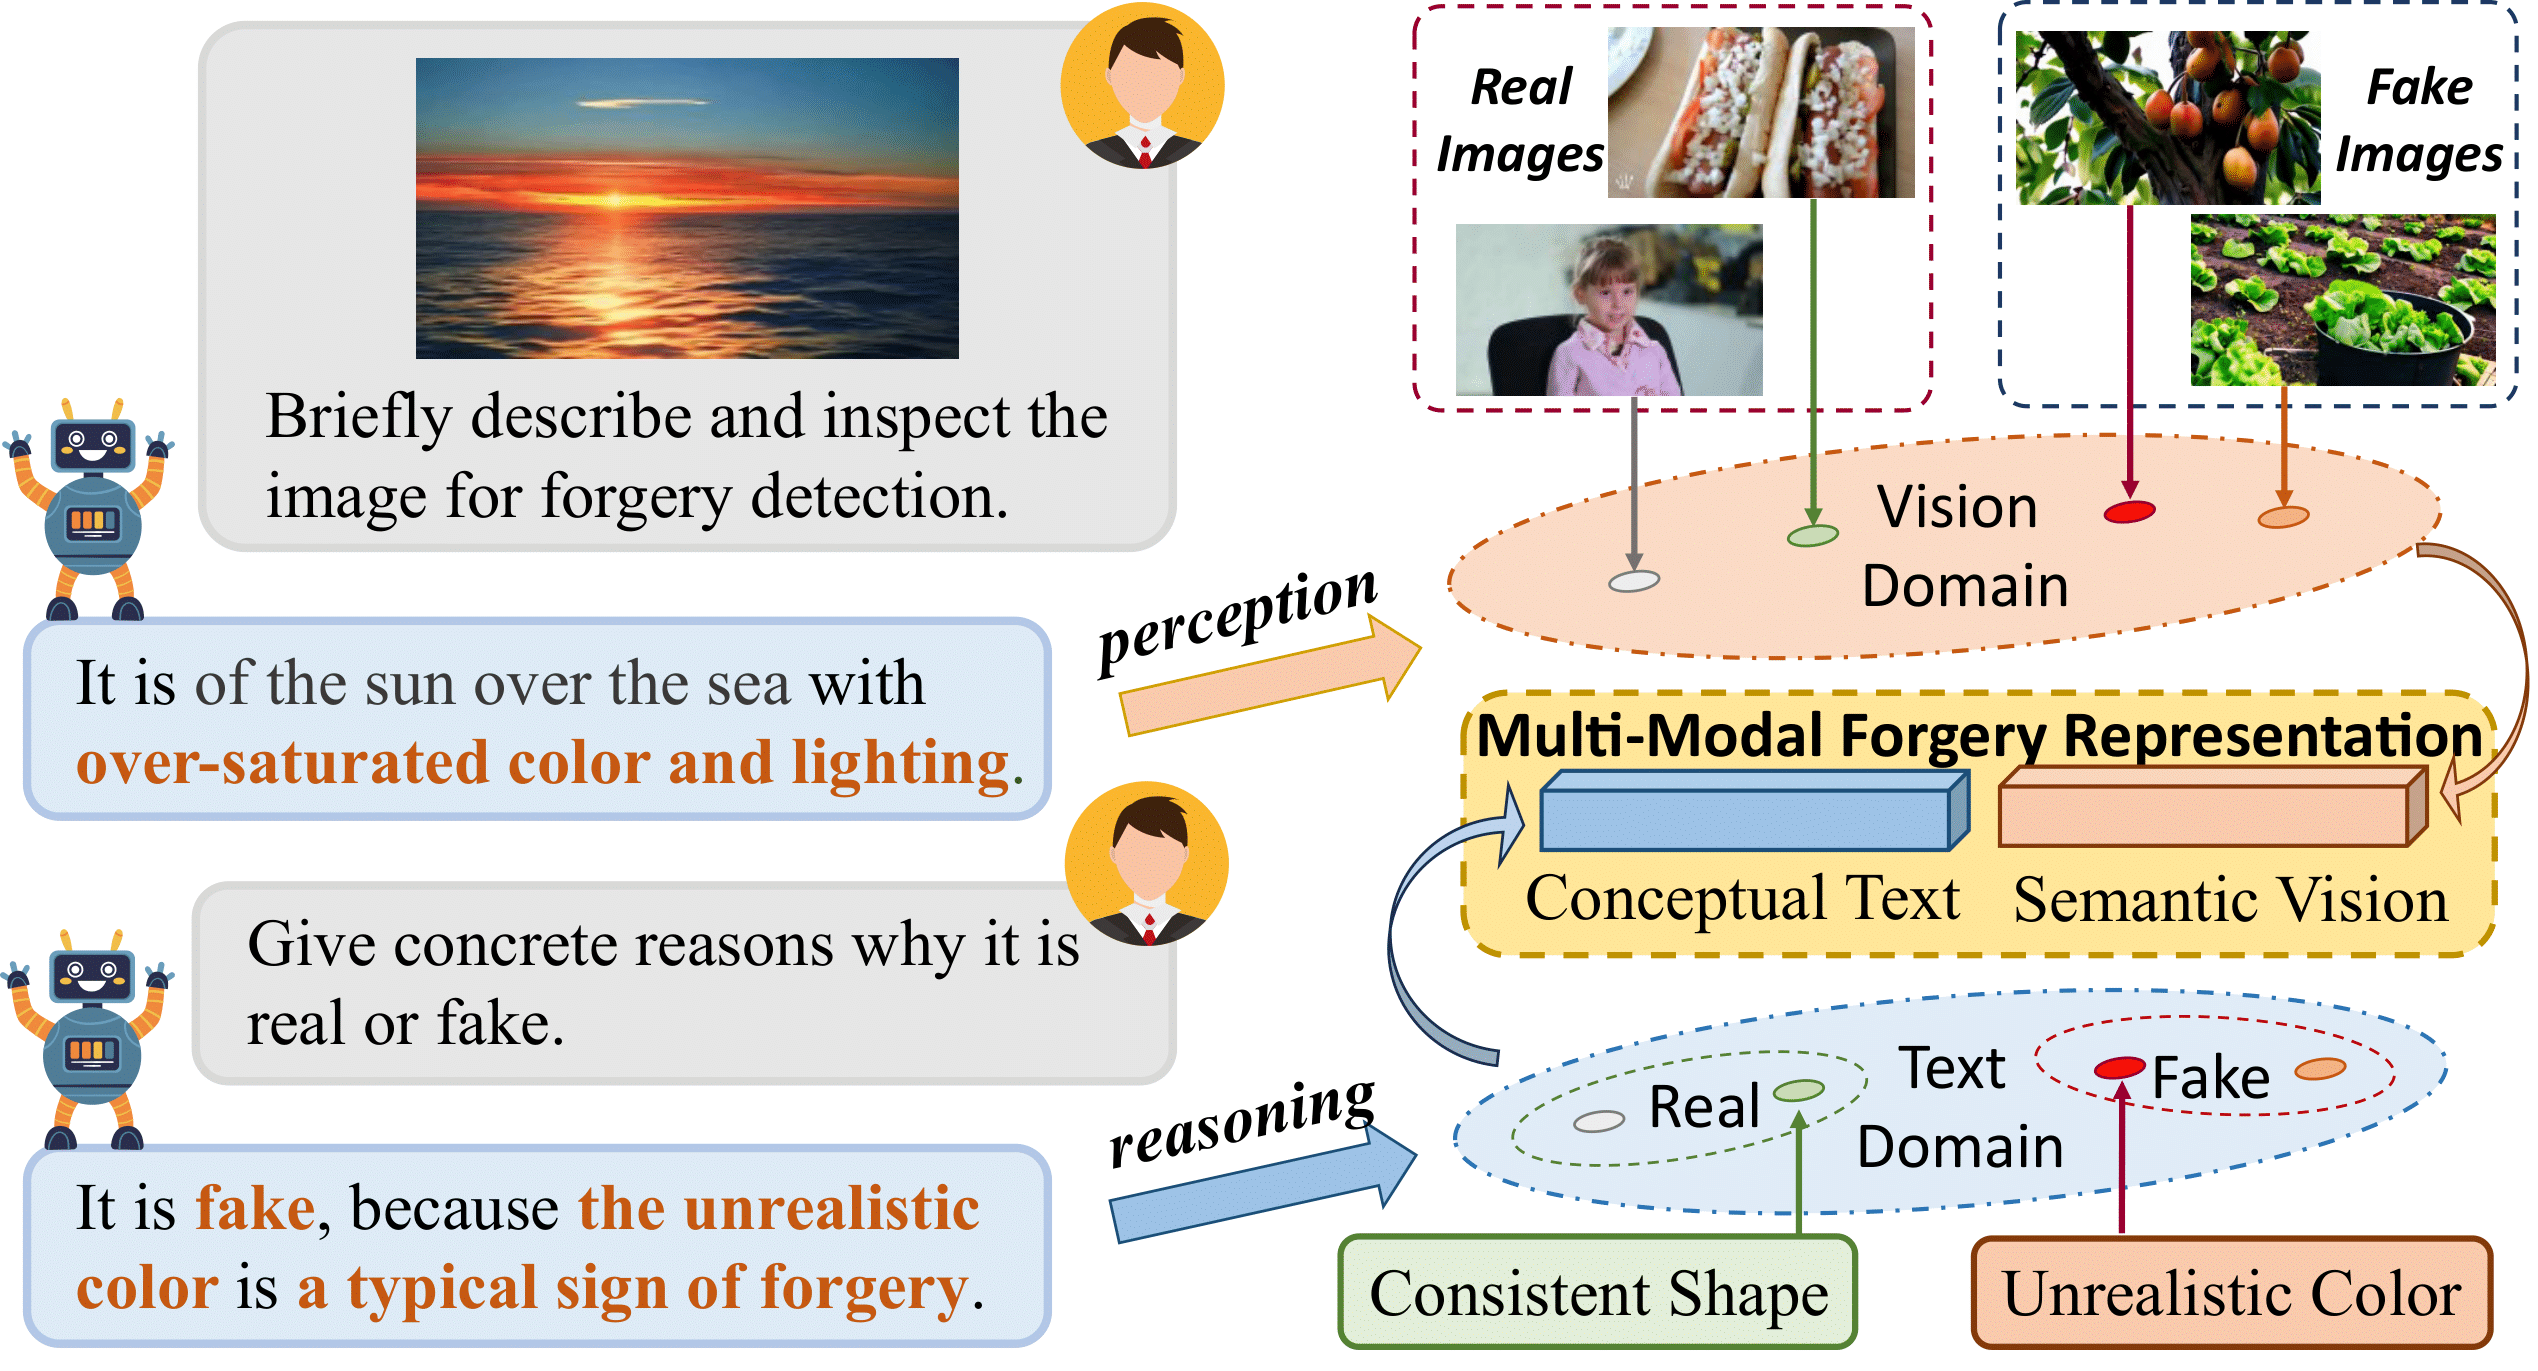 Briefly describe and inspect the
image for forgery detection.
It is of the sun over the sea with
over-saturated color and lighting.
Give concrete reasons why it is
real or fake.
It is fake, because the unrealistic
color is a typical sign of forgery.
perception
reasoning
Real
Images
Fake
Images
Vision
Domain
Multi-Modal Forgery Representation
Conceptual Text
Semantic Vision
Real
Text
Domain
Fake
Consistent Shape
Unrealistic Color